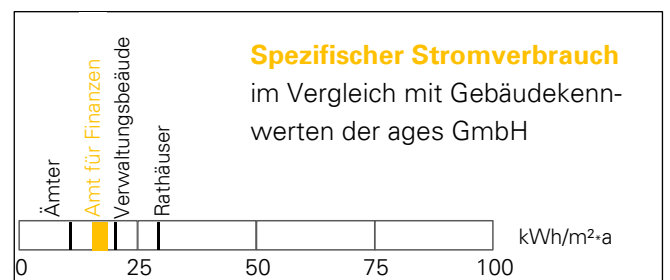 Spezifischer Stromverbrauch
im Vergleich mit Gebäudekenn-
werten der ages GmbH
Ämter
Amt für Finanzen
Verwaltungsbeäude
Rathäuser
kWh/m²*a
0 25 50 75 100